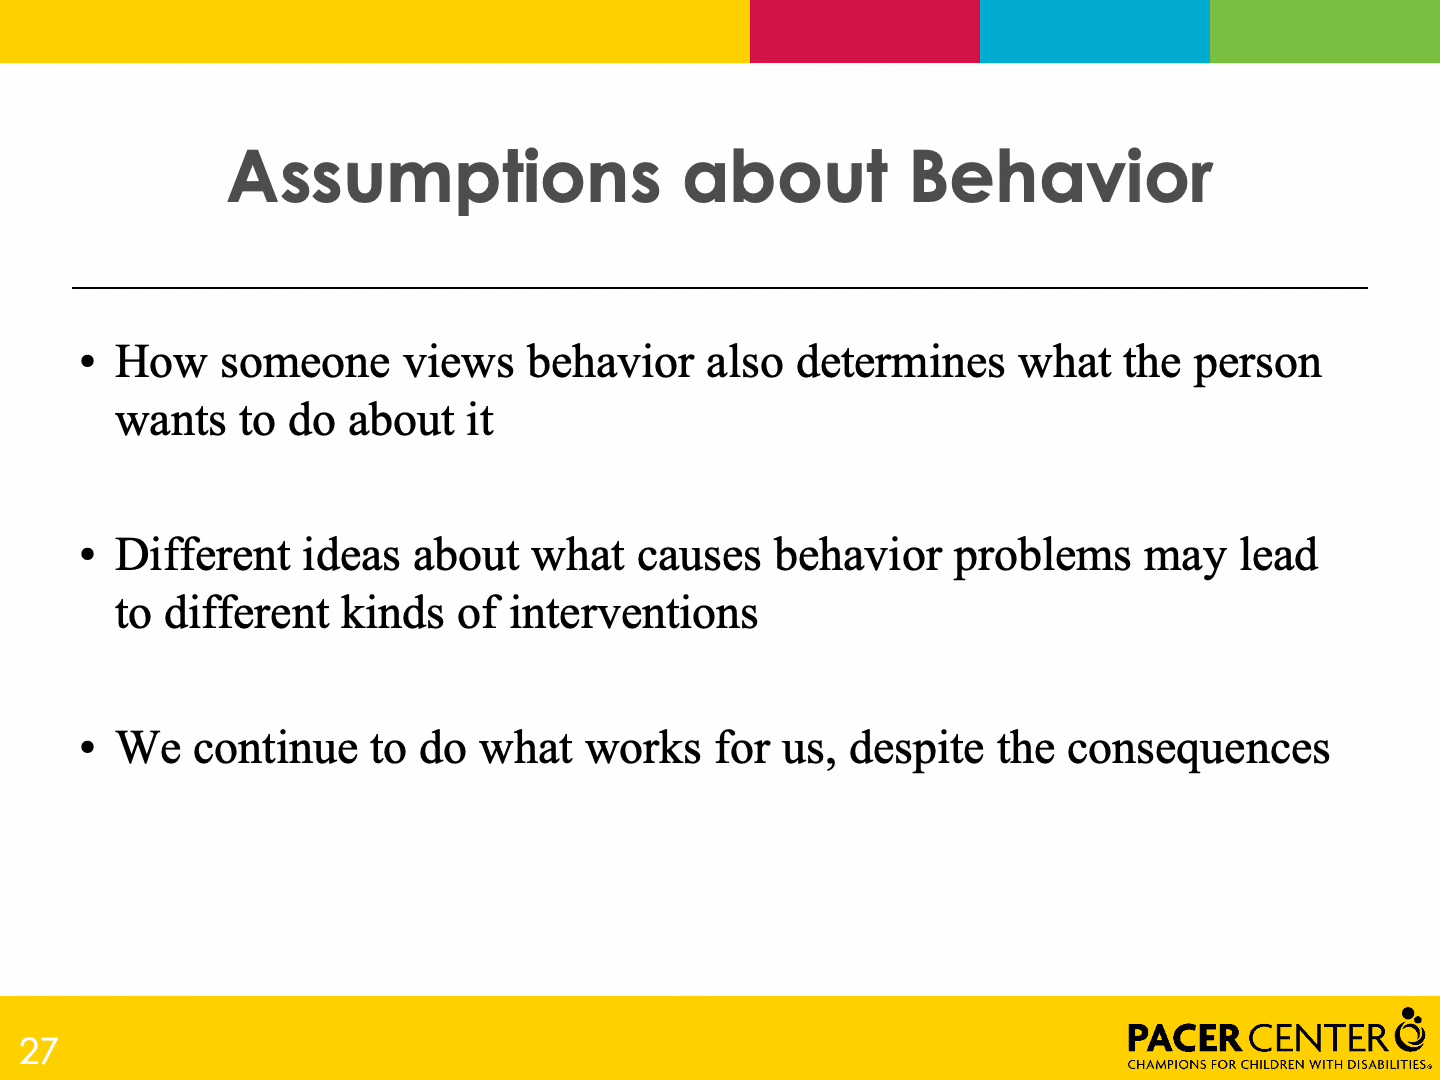 Assumptions about Behavior
• How someone views behavior also determines what the person
wants to do about it
• Different ideas about what causes behavior problems may lead
to different kinds of interventions
• We continue to do what works for us, despite the consequences
27
PACER CENTER
CHAMPIONS FOR CHILDREN WITH DISABILITIES®